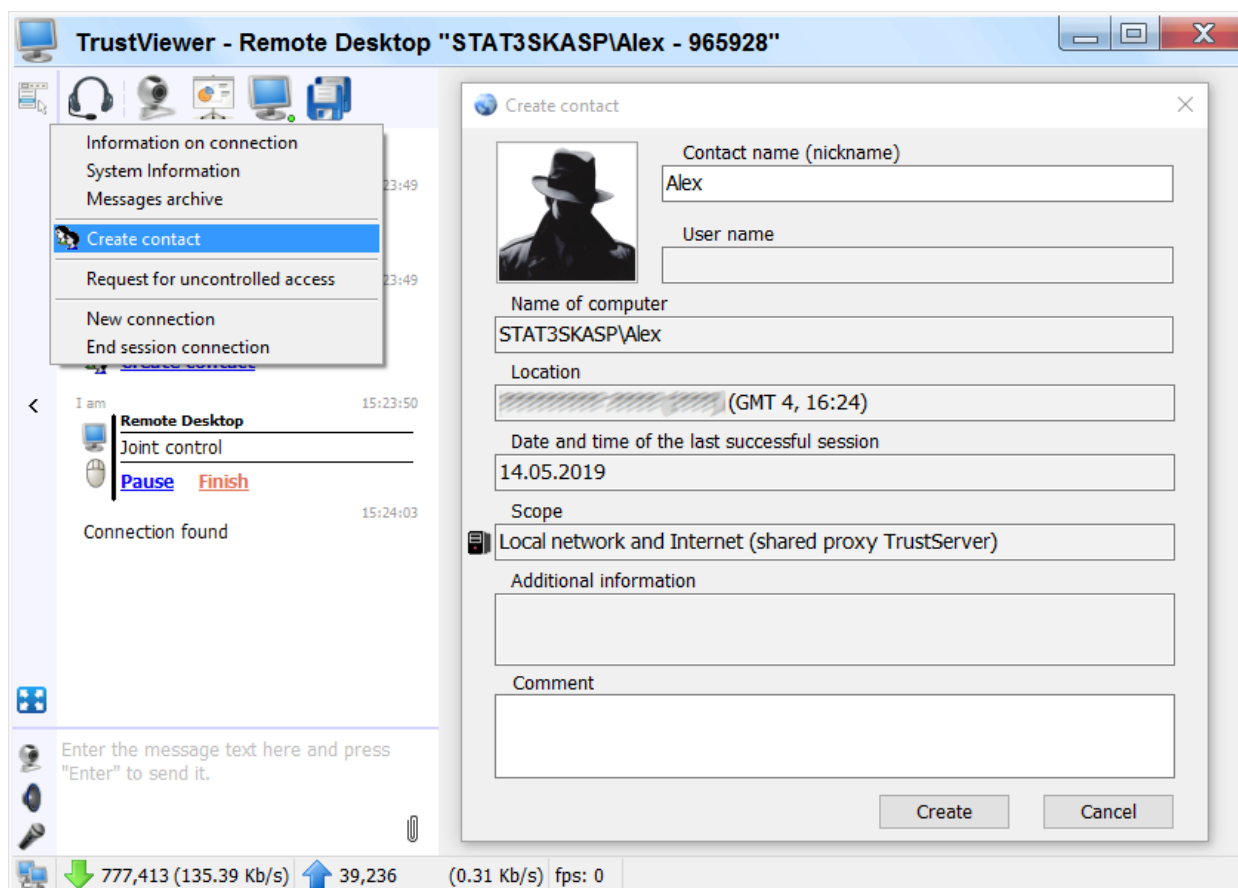 TrustViewer - Remote Desktop "STAT3SKASP\Alex - 965928"
Information on connection
System Information
Messages archive
Create contact
Request for uncontrolled access
New connection
End session connection
23:49
23:49
Create contact
I am 15:23:50
Remote Desktop
Joint control
Pause Finish
15:24:03
Connection found
Enter the message text here and press
"Enter" to send it.
Create contact
Contact name (nickname)
Alex
User name
Name of computer
STAT3SKASP\Alex
Location
(GMT 4, 16:24)
Date and time of the last successful session
14.05.2019
Scope
Local network and Internet (shared proxy TrustServer)
Additional information
Comment
Create Cancel
777,413 (135.39 Kb/s) 39,236 (0.31 Kb/s) fps: 0